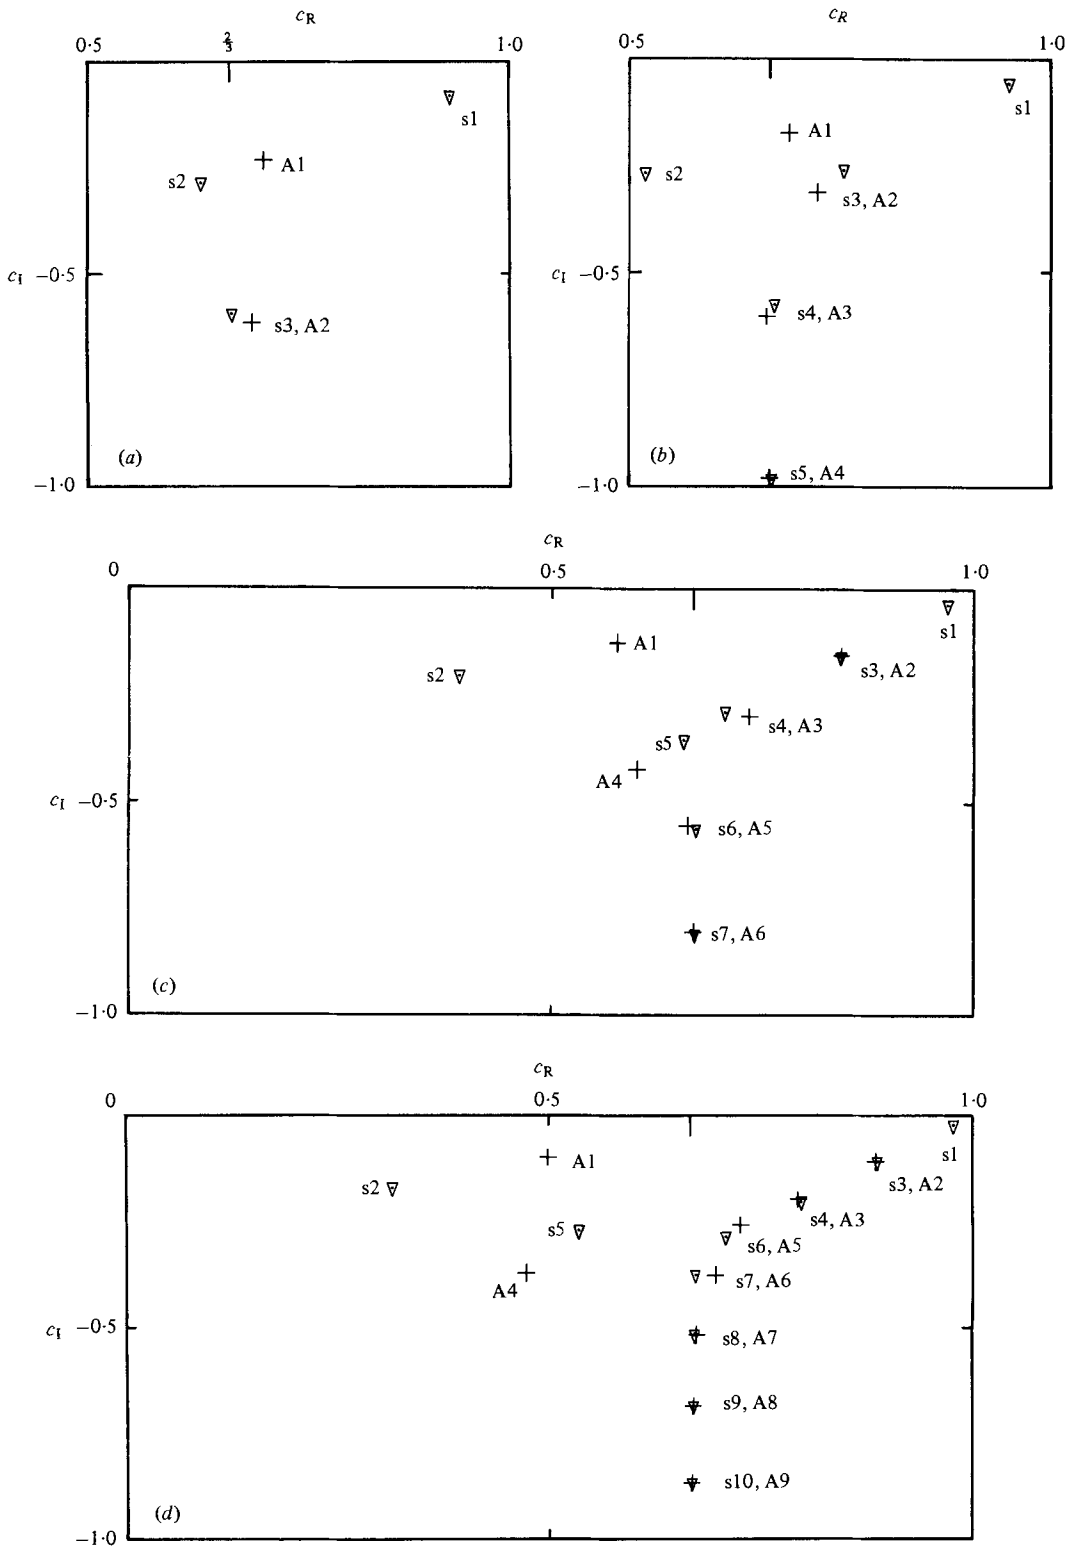 c_R
0·5 2/3 1·0
s1
A1
s2
c_I −0·5
s3, A2
(a)
−1·0
c_R
0·5 1·0
s1
A1
s2
s3, A2
c_I −0·5
s4, A3
(b)
s5, A4
−1·0
c_R
0 0·5 1·0
s1
A1
s2
s3, A2
s4, A3
s5
A4
c_I −0·5
s6, A5
s7, A6
(c)
−1·0
c_R
0 0·5 1·0
s1
A1
s2
s3, A2
s4, A3
s5
s6, A5
A4
s7, A6
c_I −0·5
s8, A7
s9, A8
s10, A9
(d)
−1·0